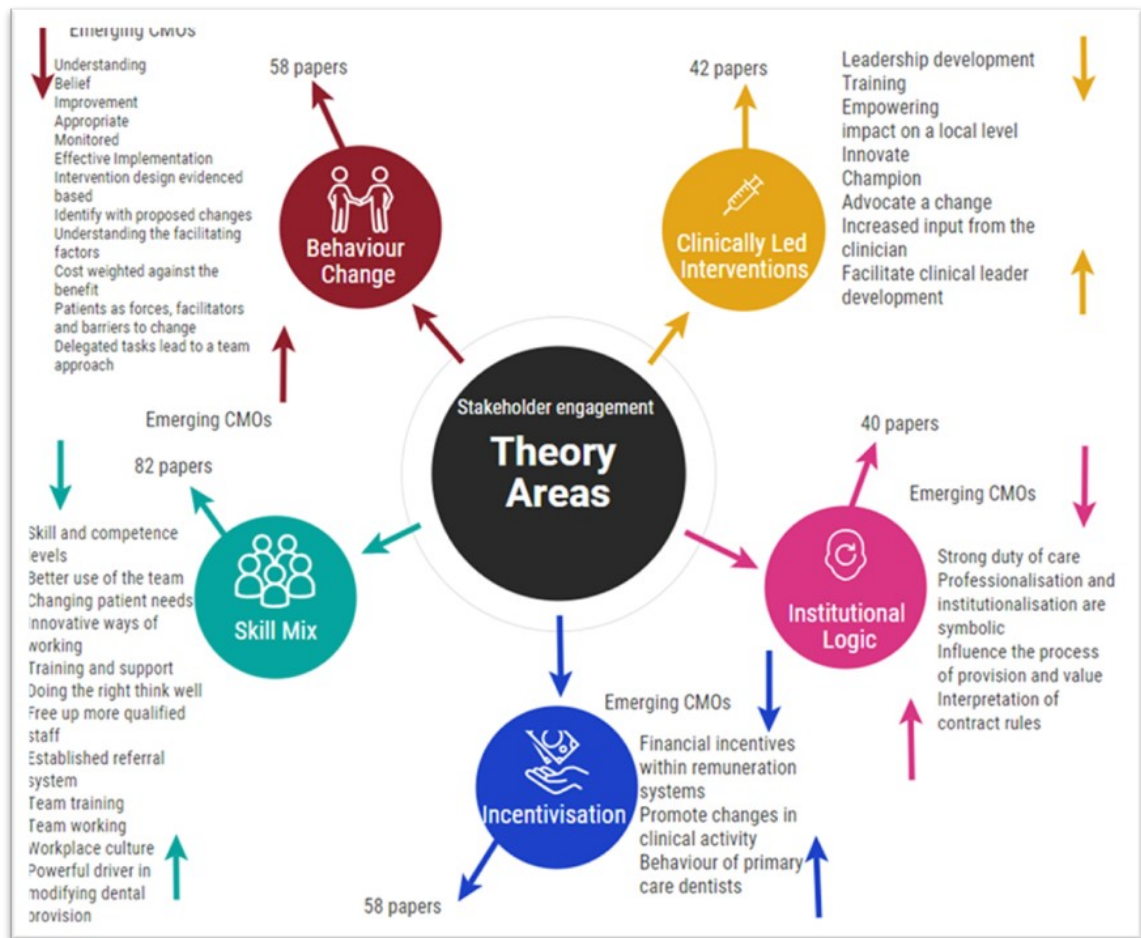 Emerging CMOs
Understanding
Belief
Improvement
Appropriate
Monitored
Effective Implementation
Intervention design evidenced
based
Identify with proposed changes
Understanding the facilitating
factors
Cost weighted against the
benefit
Patients as forces, facilitators
and barriers to change
Delegated tasks lead to a team
approach
58 papers
Behaviour
Change
42 papers
Clinically Led
Interventions
Leadership development
Training
Empowering
impact on a local level
Innovate
Champion
Advocate a change
Increased input from the
clinician
Facilitate clinical leader
development
Stakeholder engagement
Theory
Areas
Emerging CMOs
82 papers
Skill Mix
Skill and competence
levels
Better use of the team
Changing patient needs
Innovative ways of
working
Training and support
Doing the right think well
Free up more qualified
staff
Established referral
system
Team training
Team working
Workplace culture
Powerful driver in
modifying dental
provision
40 papers
Emerging CMOs
Institutional
Logic
Strong duty of care
Professionalisation and
institutionalisation are
symbolic
Influence the process
of provision and value
Interpretation of
contract rules
Emerging CMOs
Incentivisation
Financial incentives
within remuneration
systems
Promote changes in
clinical activity
Behaviour of primary
care dentists
58 papers